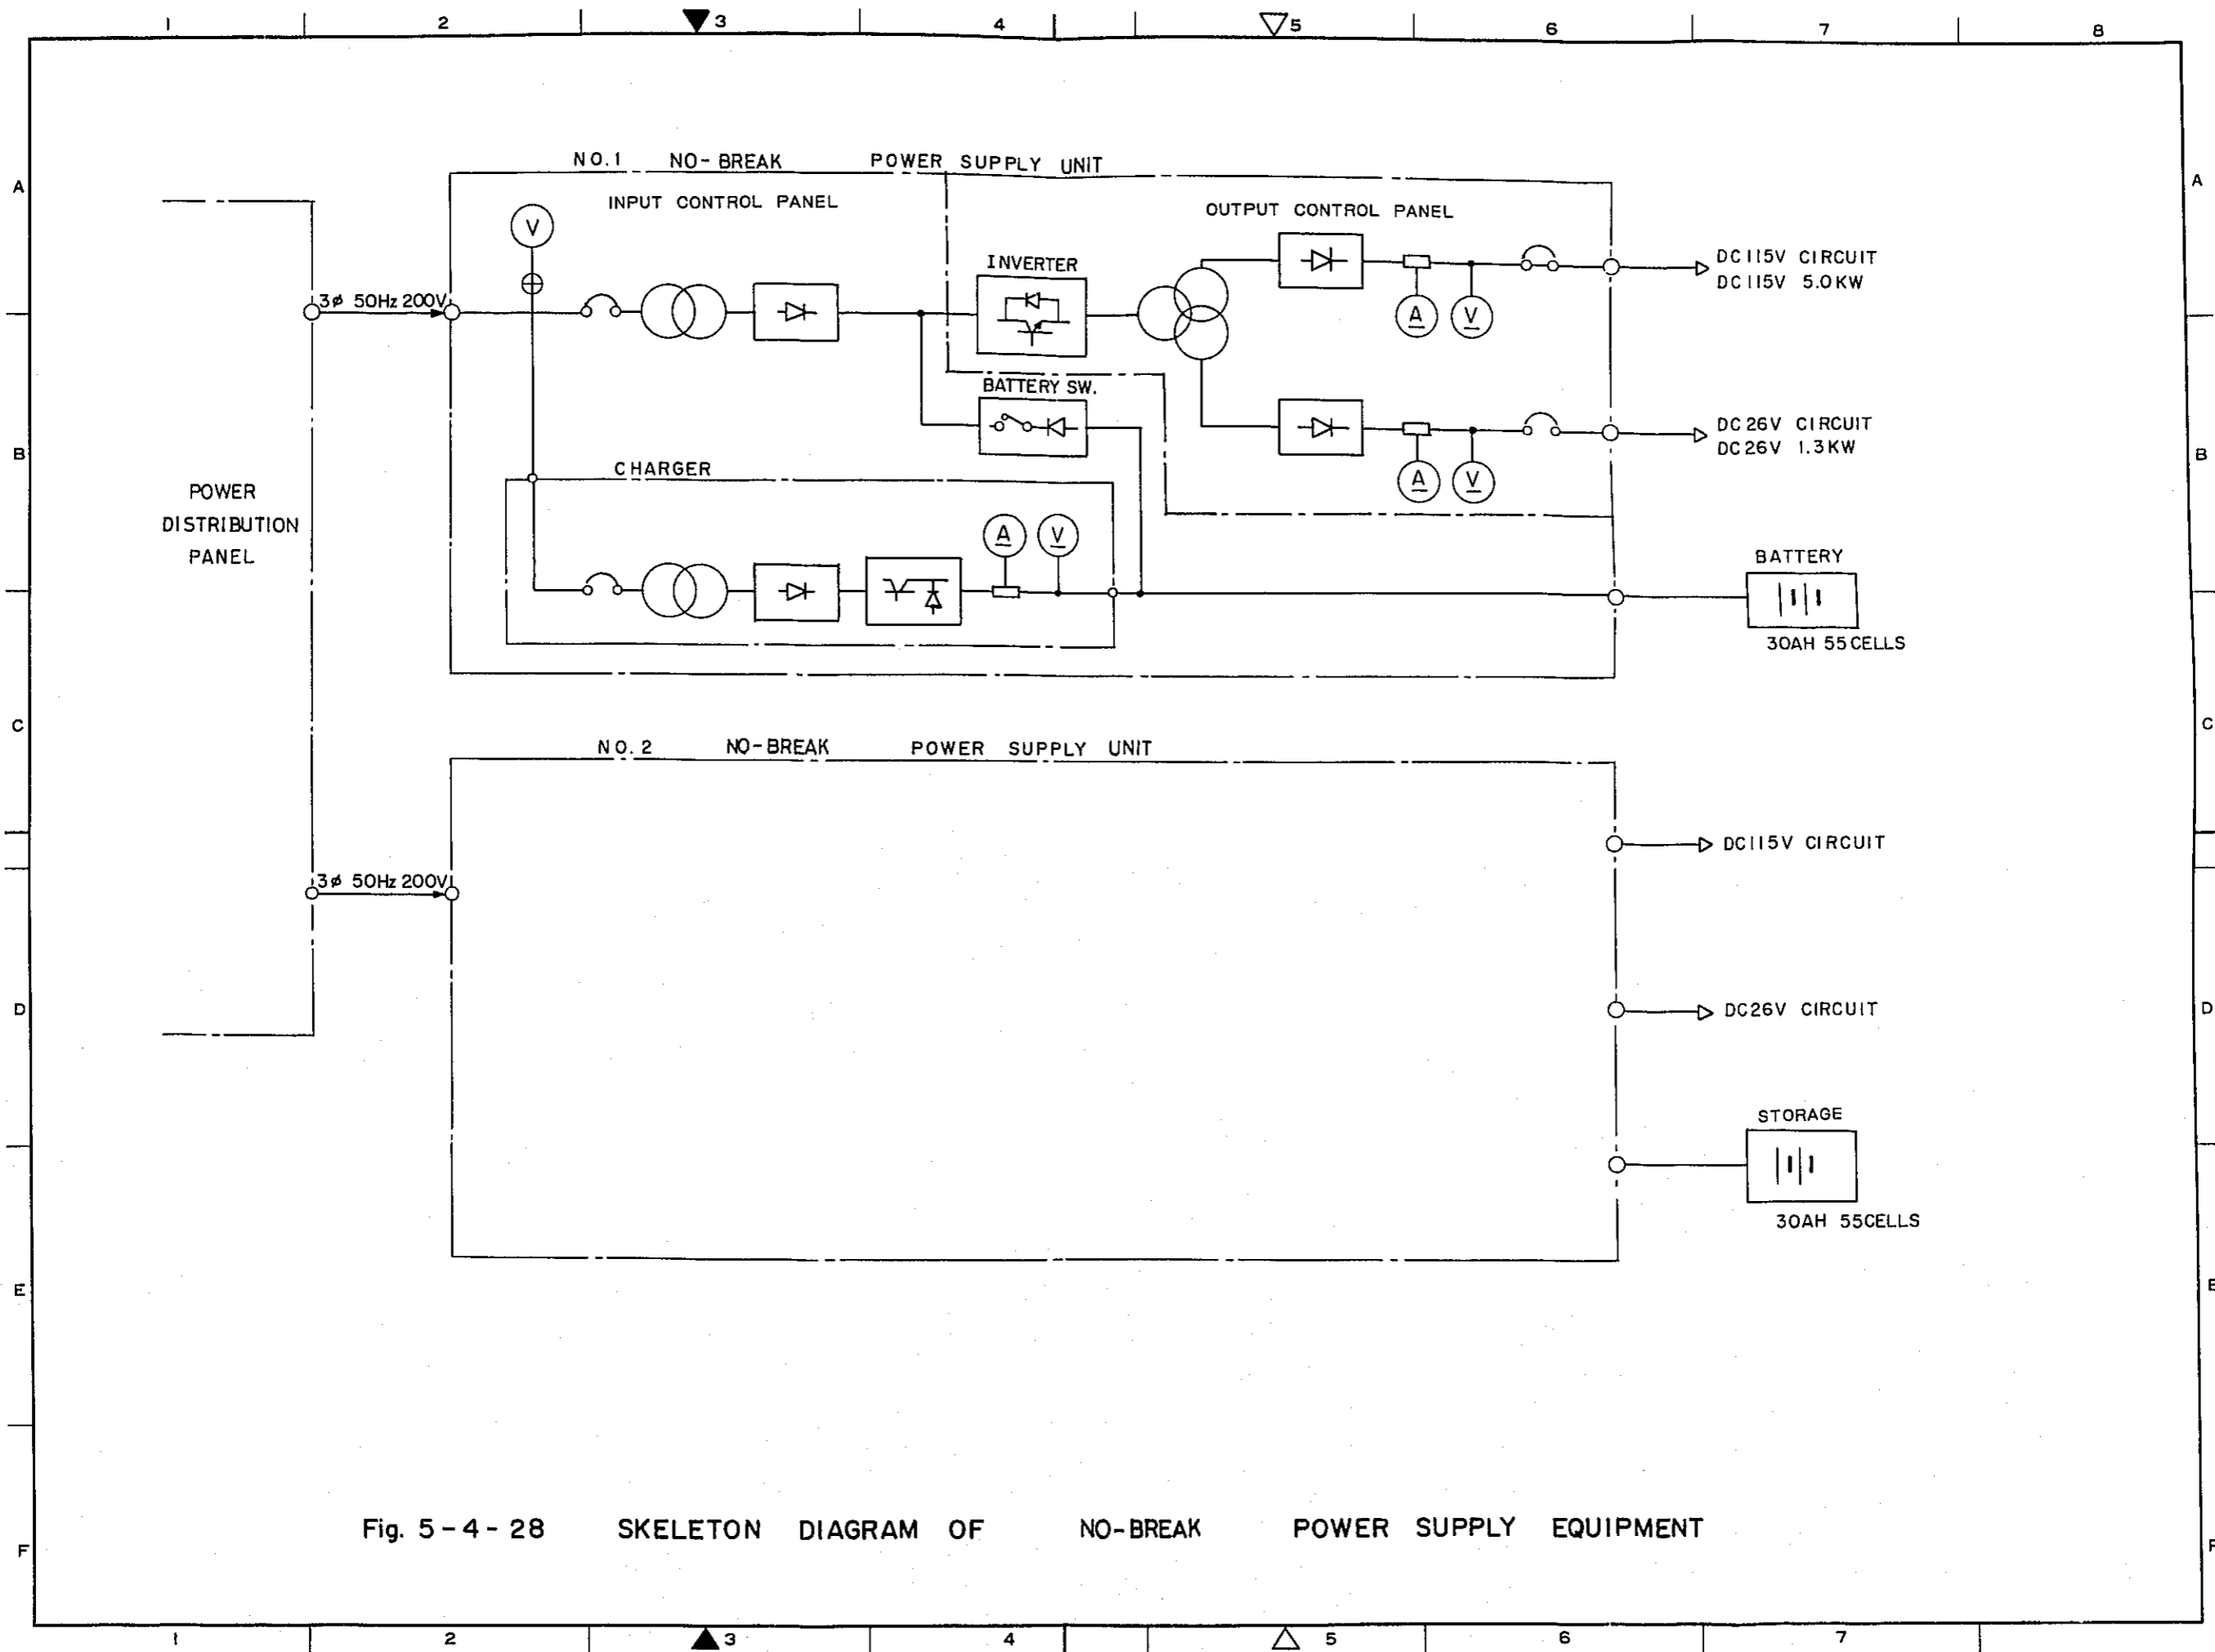 1 2 3 4 5 6 7 8
A A
NO.1 NO-BREAK POWER SUPPLY UNIT
INPUT CONTROL PANEL
OUTPUT CONTROL PANEL
V
INVERTER
DC115V CIRCUIT
DC115V 5.0KW
3ø 50Hz 200V
A V
BATTERY SW.
DC26V CIRCUIT
DC26V 1.3KW
B B
CHARGER
A V
POWER
DISTRIBUTION
PANEL
A V
BATTERY
30AH 55CELLS
C C
NO.2 NO-BREAK POWER SUPPLY UNIT
DC115V CIRCUIT
3ø 50Hz 200V
D D
DC26V CIRCUIT
STORAGE
30AH 55CELLS
E E
Fig. 5-4-28 SKELETON DIAGRAM OF NO-BREAK POWER SUPPLY EQUIPMENT
F F
1 2 3 4 5 6 7